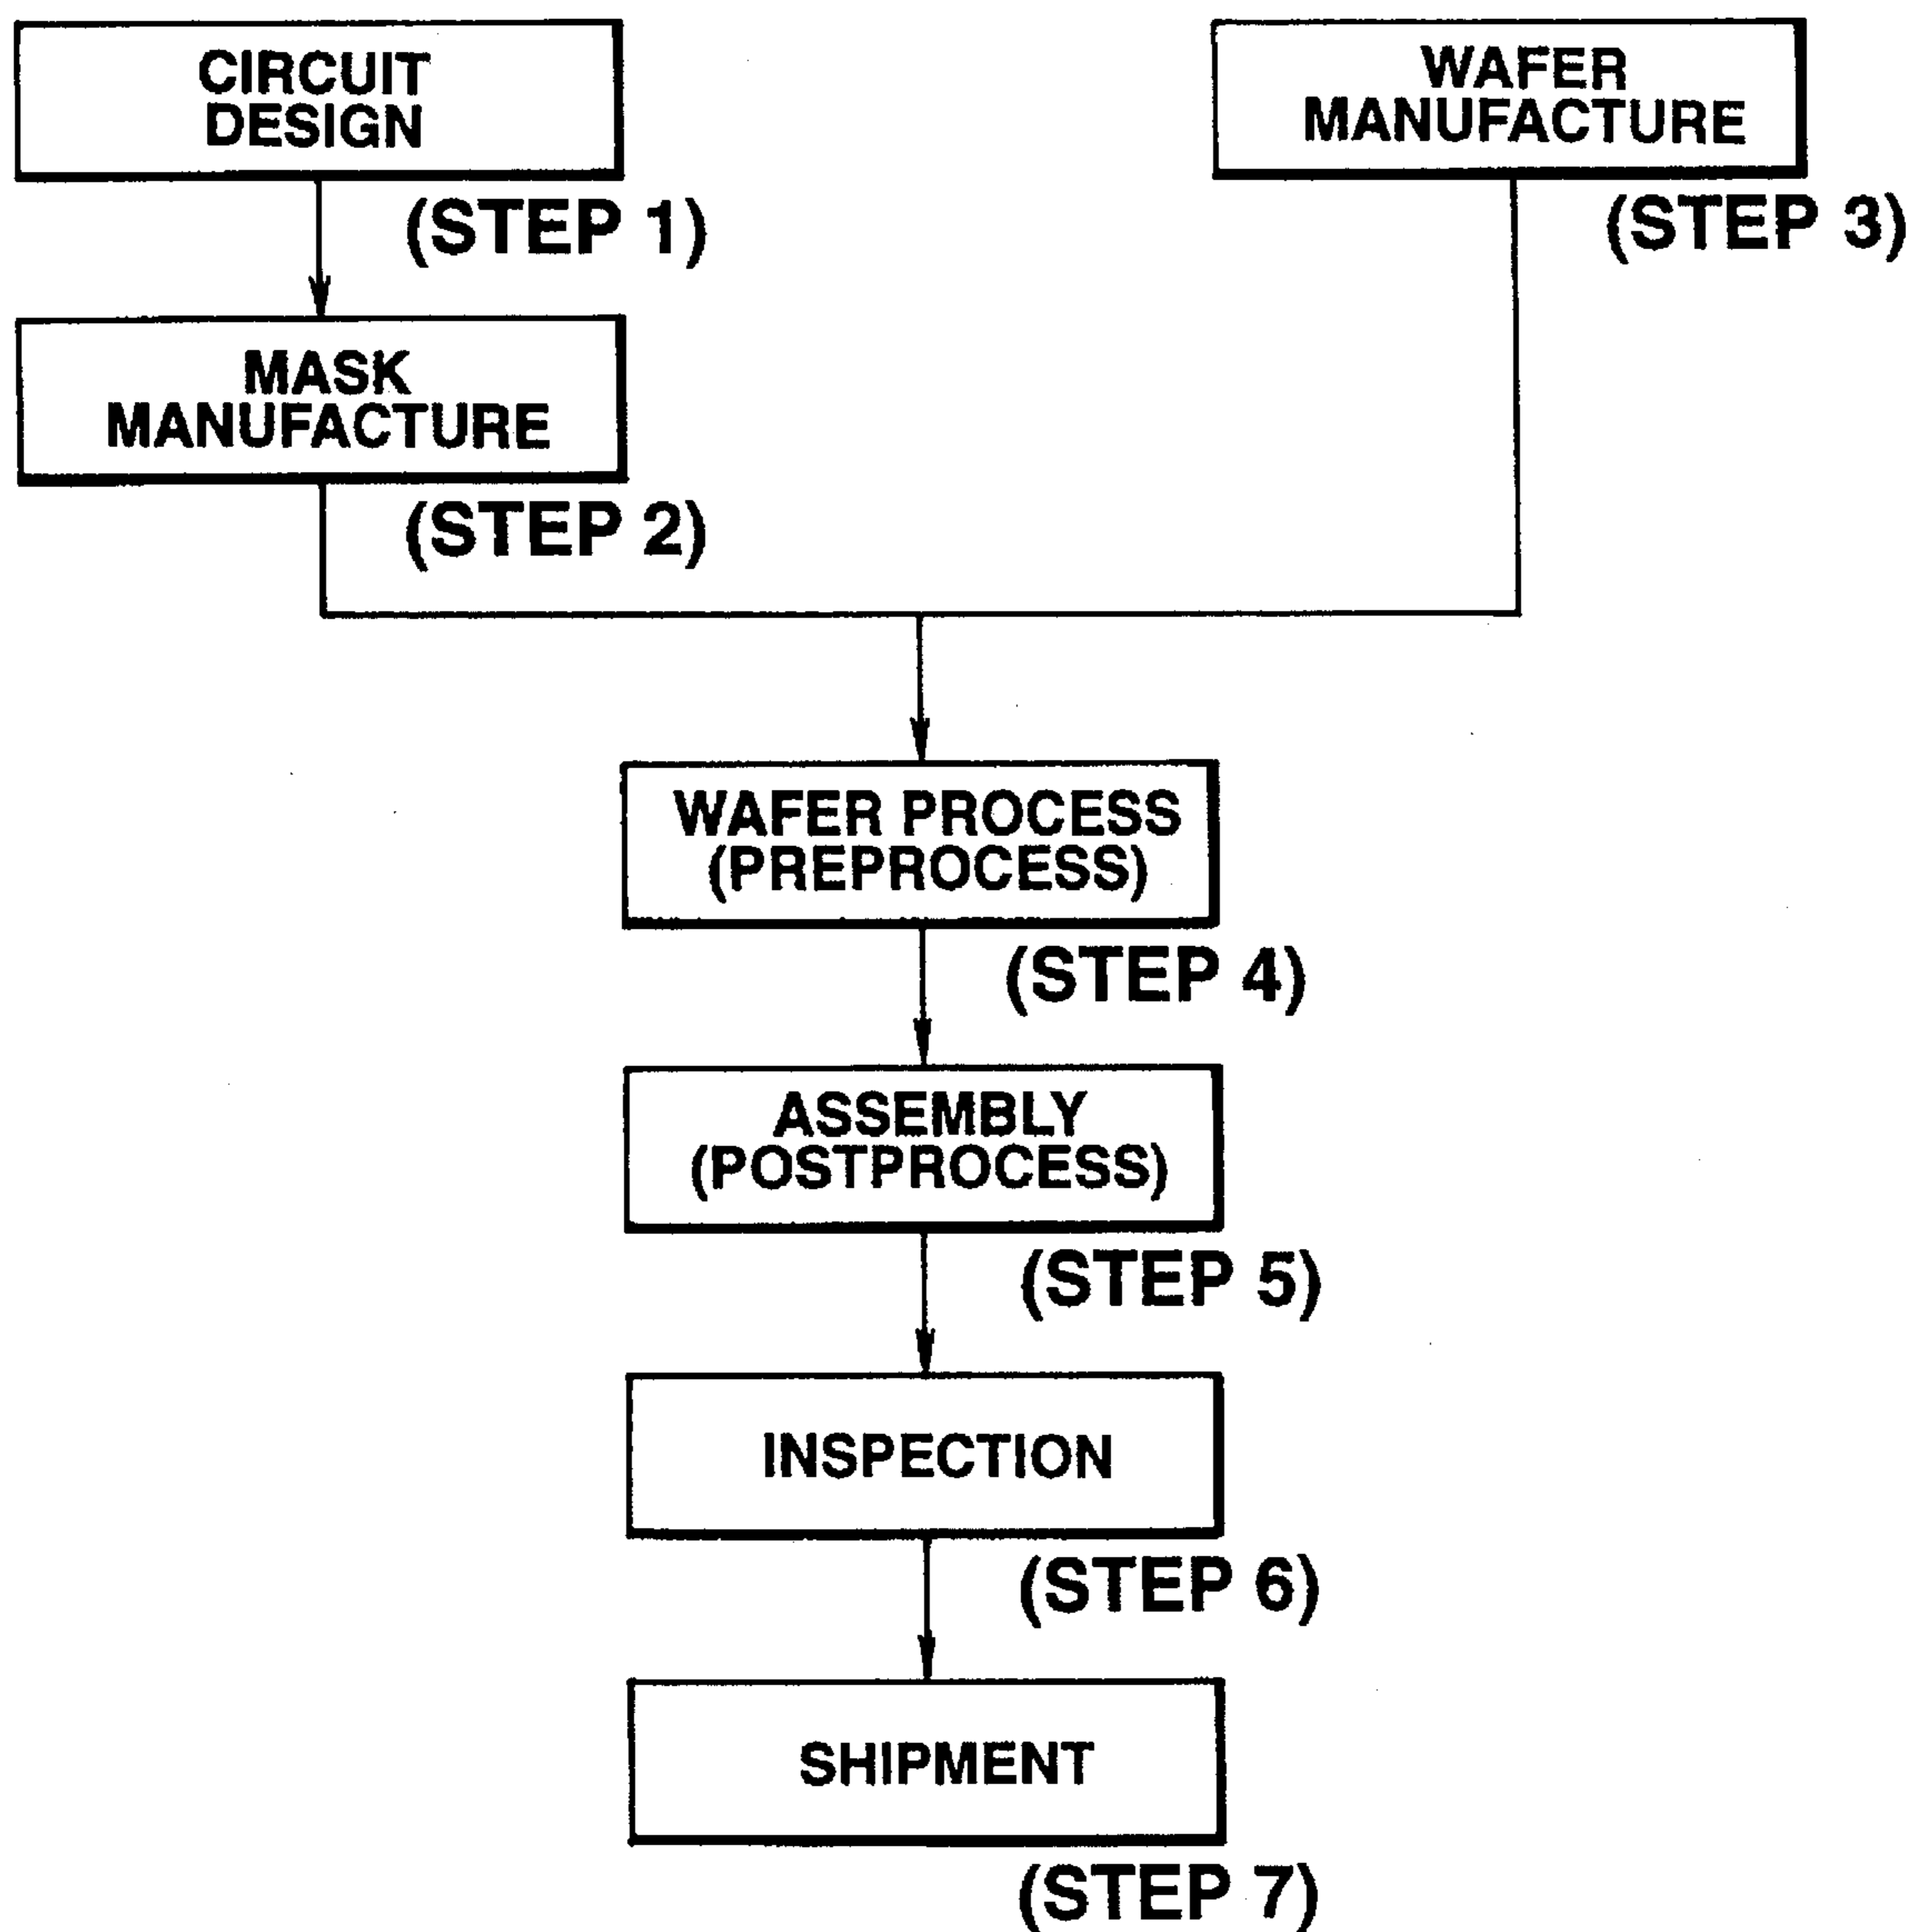 CIRCUIT
DESIGN
(STEP 1)
WAFER
MANUFACTURE
(STEP 3)
MASK
MANUFACTURE
(STEP 2)
WAFER PROCESS
(PREPROCESS)
(STEP 4)
ASSEMBLY
(POSTPROCESS)
(STEP 5)
INSPECTION
(STEP 6)
SHIPMENT
(STEP 7)